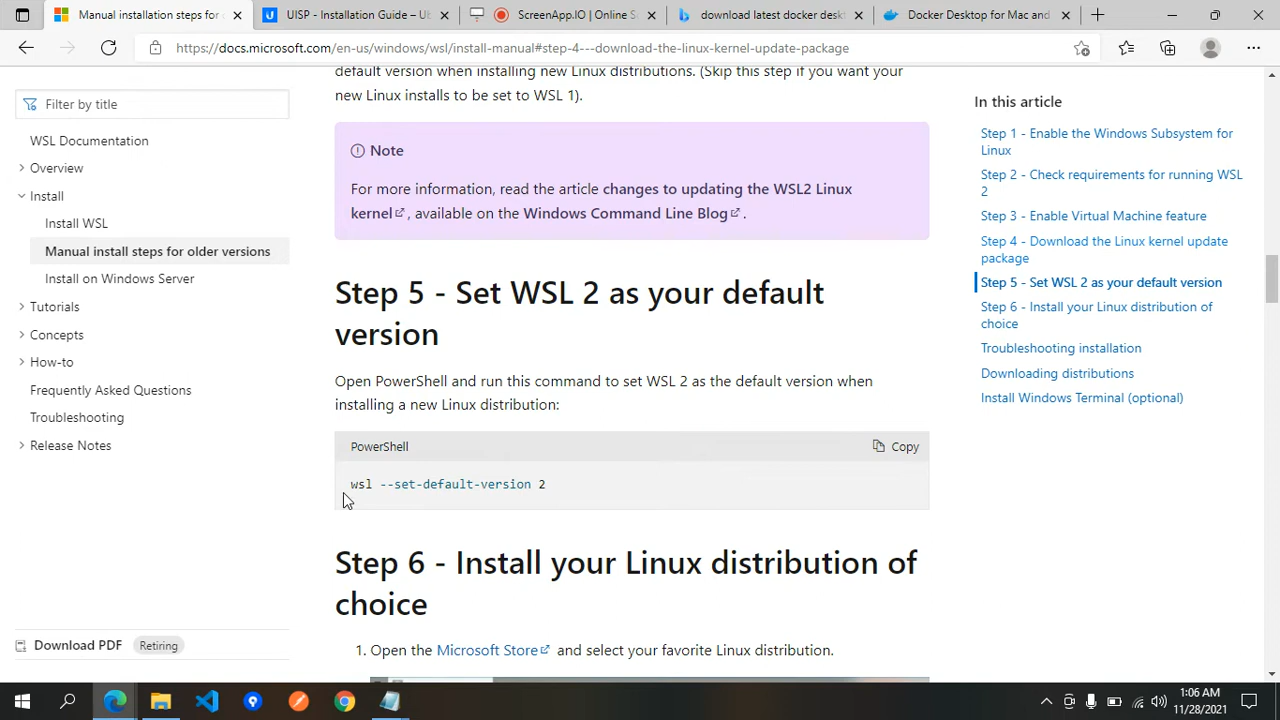 Manual installation steps for
UISP - Installation Guide – Ub
ScreenApp.IO | Online S
download latest docker deskt
Docker Desktop for Mac and
https://docs.microsoft.com/en-us/windows/wsl/install-manual#step-4---download-the-linux-kernel-update-package
Filter by title
WSL Documentation
Overview
Install
Install WSL
Manual install steps for older versions
Install on Windows Server
Tutorials
Concepts
How-to
Frequently Asked Questions
Troubleshooting
Release Notes
Download PDF Retiring
default version when installing new Linux distributions. (Skip this step if you want your
new Linux installs to be set to WSL 1).
Note
For more information, read the article changes to updating the WSL2 Linux
kernel, available on the Windows Command Line Blog.
Step 5 - Set WSL 2 as your default
version
Open PowerShell and run this command to set WSL 2 as the default version when
installing a new Linux distribution:
PowerShell Copy
wsl --set-default-version 2
Step 6 - Install your Linux distribution of
choice
1. Open the Microsoft Store and select your favorite Linux distribution.
In this article
Step 1 - Enable the Windows Subsystem for
Linux
Step 2 - Check requirements for running WSL
2
Step 3 - Enable Virtual Machine feature
Step 4 - Download the Linux kernel update
package
Step 5 - Set WSL 2 as your default version
Step 6 - Install your Linux distribution of
choice
Troubleshooting installation
Downloading distributions
Install Windows Terminal (optional)
1:06 AM
11/28/2021